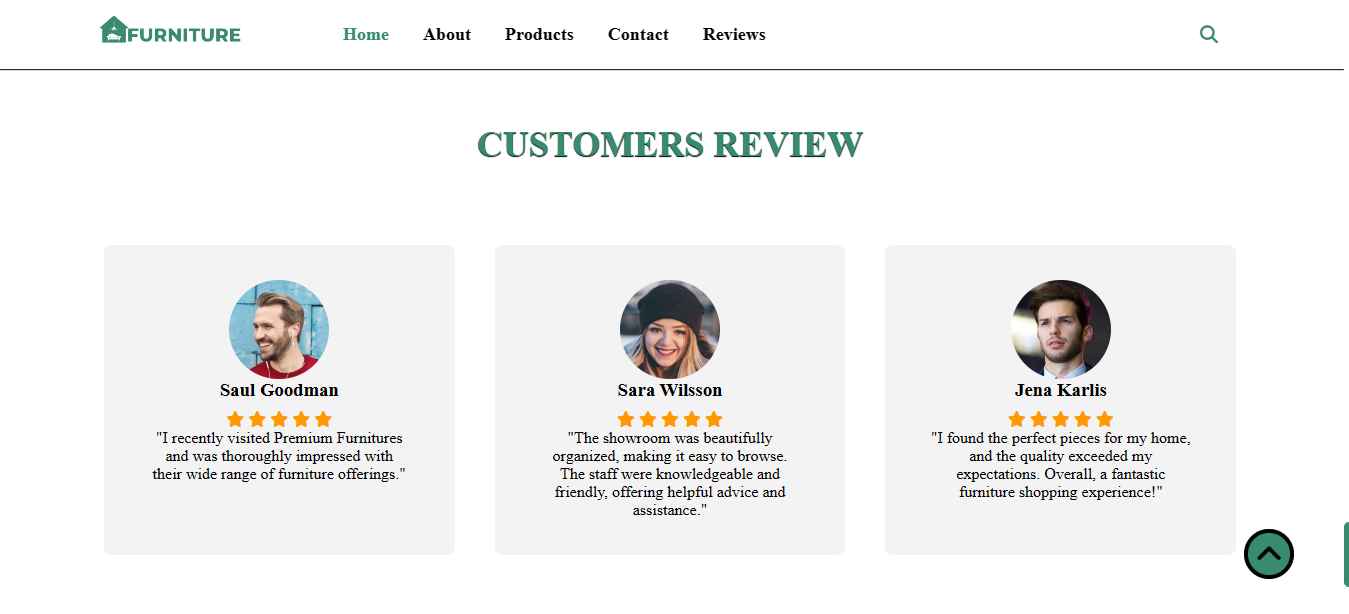 FURNITURE
Home About Products Contact Reviews
CUSTOMERS REVIEW
Saul Goodman
"I recently visited Premium Furnitures
and was thoroughly impressed with
their wide range of furniture offerings."
Sara Wilsson
"The showroom was beautifully
organized, making it easy to browse.
The staff were knowledgeable and
friendly, offering helpful advice and
assistance."
Jena Karlis
"I found the perfect pieces for my home,
and the quality exceeded my
expectations. Overall, a fantastic
furniture shopping experience!"